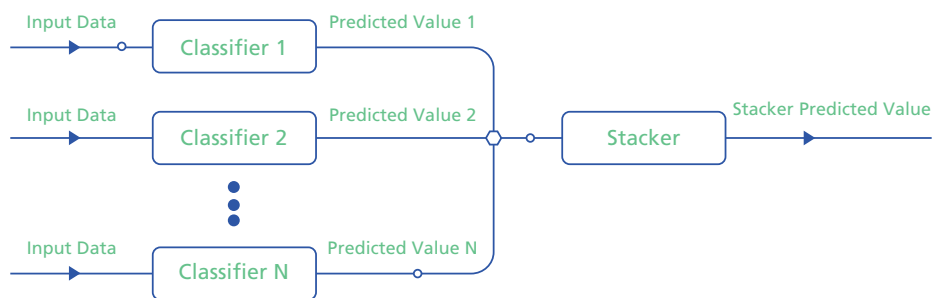 Input Data
Predicted Value 1
Classifier 1
Input Data
Predicted Value 2
Stacker Predicted Value
Classifier 2
Stacker
Input Data
Predicted Value N
Classifier N